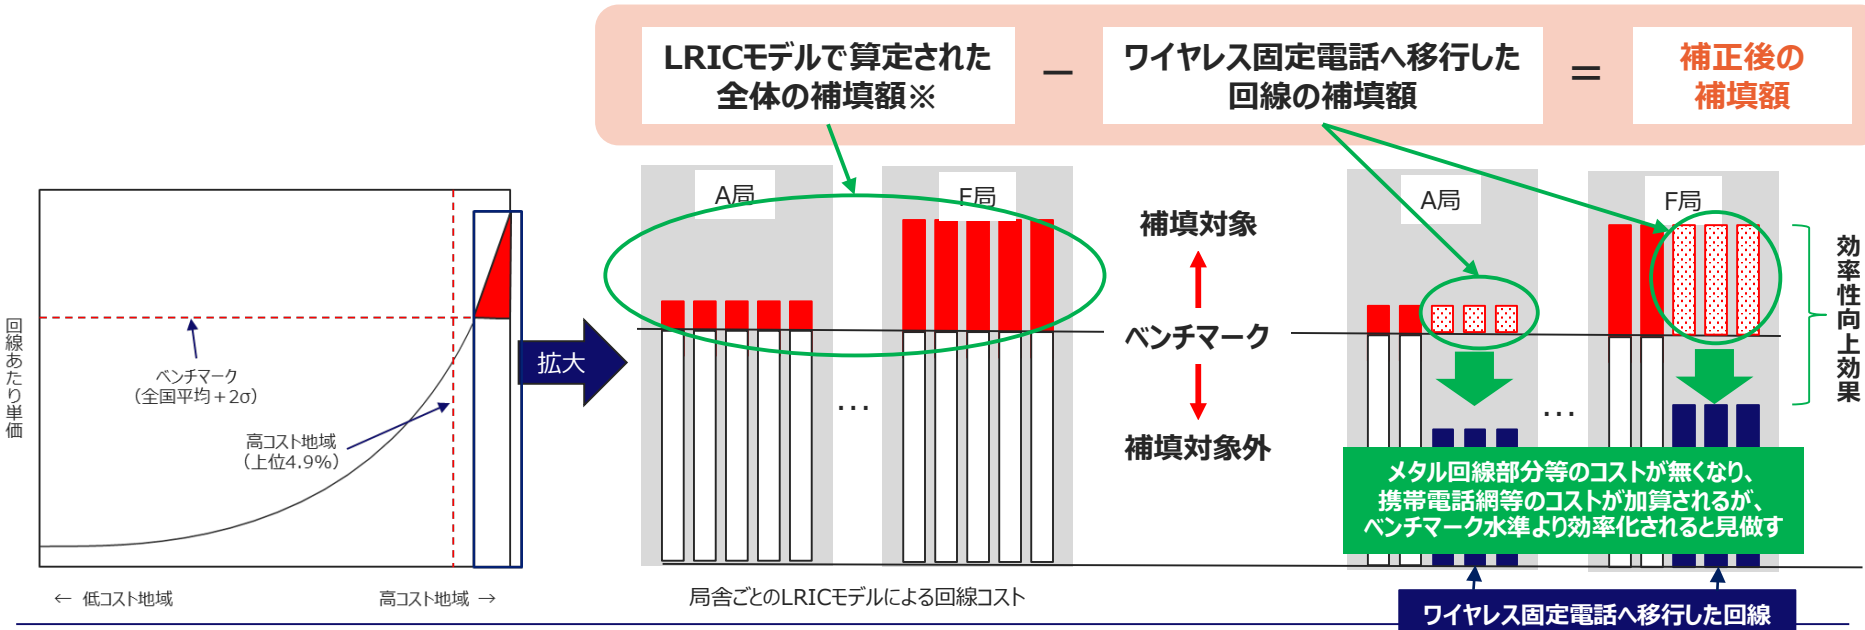 LRICモデルで算定された
全体の補填額※
－
ワイヤレス固定電話へ移行した
回線の補填額
＝
補正後の
補填額
回線あたり単価
ベンチマーク
（全国平均＋2σ）
高コスト地域
（上位4.9%）
← 低コスト地域
高コスト地域 →
拡大
A局
F局
…
局舎ごとのLRICモデルによる回線コスト
補填対象
ベンチマーク
補填対象外
A局
F局
…
効率性向上効果
メタル回線部分等のコストが無くなり、
携帯電話網等のコストが加算されるが、
ベンチマーク水準より効率化されると見做す
ワイヤレス固定電話へ移行した回線